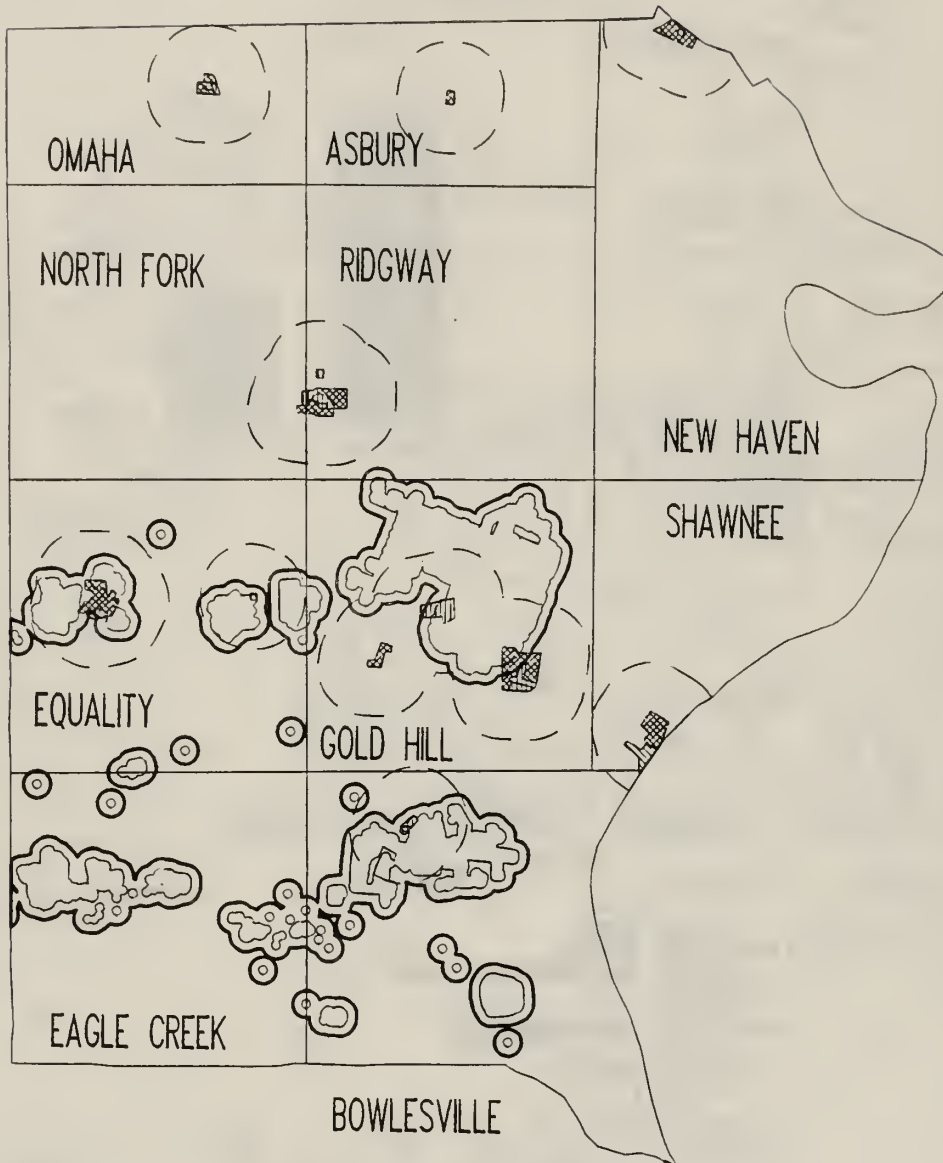 OMAHA
ASBURY
NORTH FORK
RIDGWAY
NEW HAVEN
SHAWNEE
EQUALITY
GOLD HILL
EAGLE CREEK
BOWLESVILLE